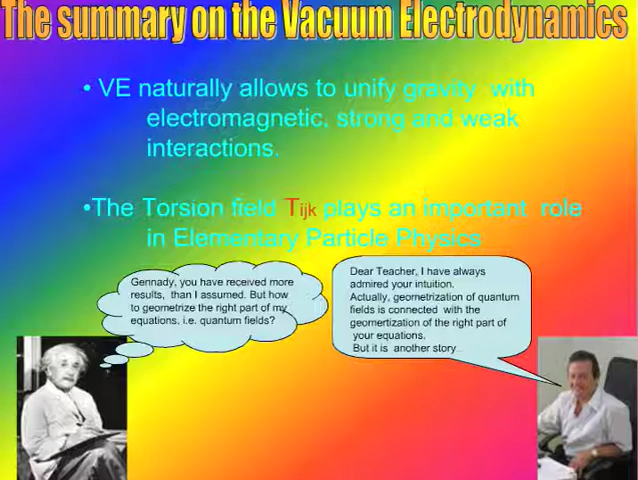 The summary on the Vacuum Electrodynamics
• VE naturally allows to unify gravity with
electromagnetic, strong and weak
interactions.
•The Torsion field Tijk plays an important role
in Elementary Particle Physics
Gennady, you have received more
results, than I assumed. But how
to geometrize the right part of my
equations, i.e. quantum fields?
Dear Teacher, I have always
admired your intuition.
Actually, geometrization of quantum
fields is connected with the
geomertization of the right part of
your equations.
But it is another story...